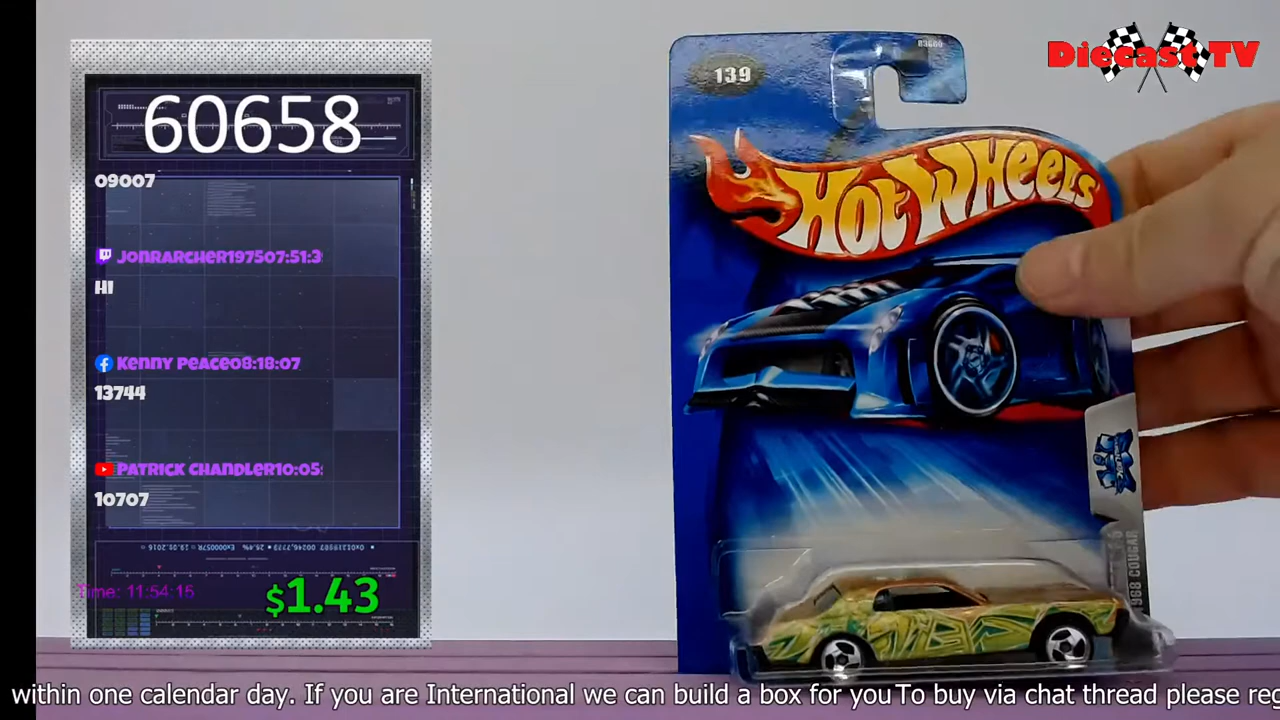 60658
09007
JonRArcher197507:51:3
HI
Kenny Peace08:18:07
13744
Patrick Chandler10:05:
10707
Time: 11:54:15
$1.43
139
HOT WHEELS
1968 COUGAR
Diecast TV
within one calendar day. If you are International we can build a box for you To buy via chat thread please reg